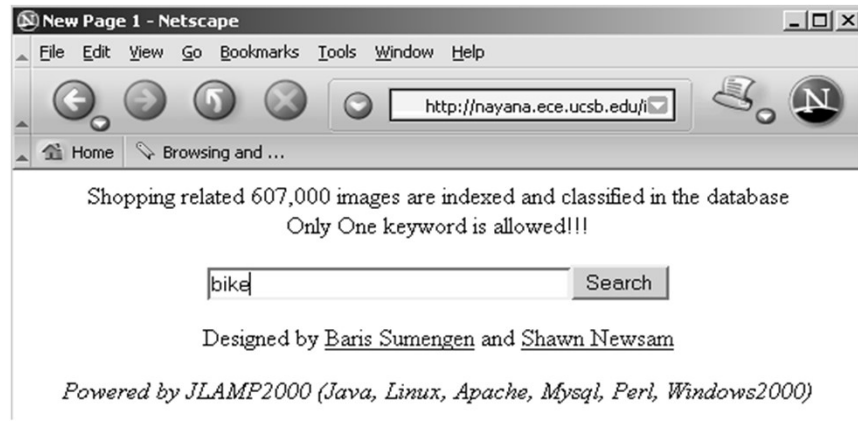 New Page 1 - Netscape
File Edit View Go Bookmarks Tools Window Help
http://nayana.ece.ucsb.edu/i
Home Browsing and ...
Shopping related 607,000 images are indexed and classified in the database
Only One keyword is allowed!!!
bike Search
Designed by Baris Sumengen and Shawn Newsam
Powered by JLAMP2000 (Java, Linux, Apache, Mysql, Perl, Windows2000)